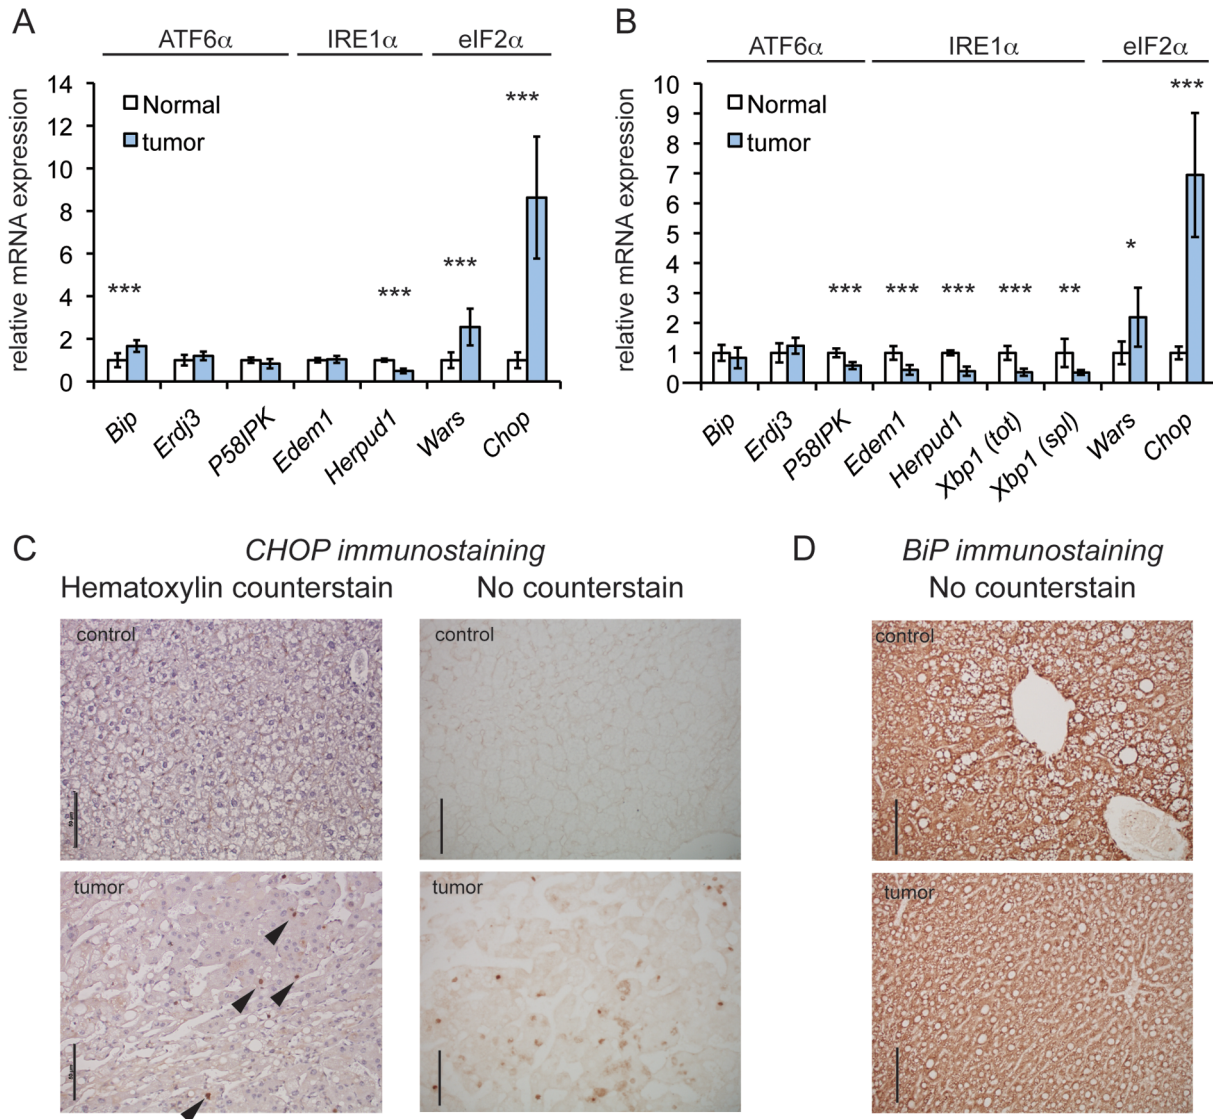 A
ATF6α IRE1α eIF2α
relative mRNA expression
14
12
10
8
6
4
2
0
Normal
tumor
***
***
***
***
Bip Erdj3 P58IPK Edem1 Herpud1 Wars Chop
B
ATF6α IRE1α eIF2α
relative mRNA expression
10
9
8
7
6
5
4
3
2
1
0
Normal
tumor
*** *** *** *** ** * ***
Bip Erdj3 P58IPK Edem1 Herpud1 Xbp1 (tot) Xbp1 (spl) Wars Chop
C
CHOP immunostaining
Hematoxylin counterstain No counterstain
control control
tumor tumor
D
BiP immunostaining
No counterstain
control
tumor